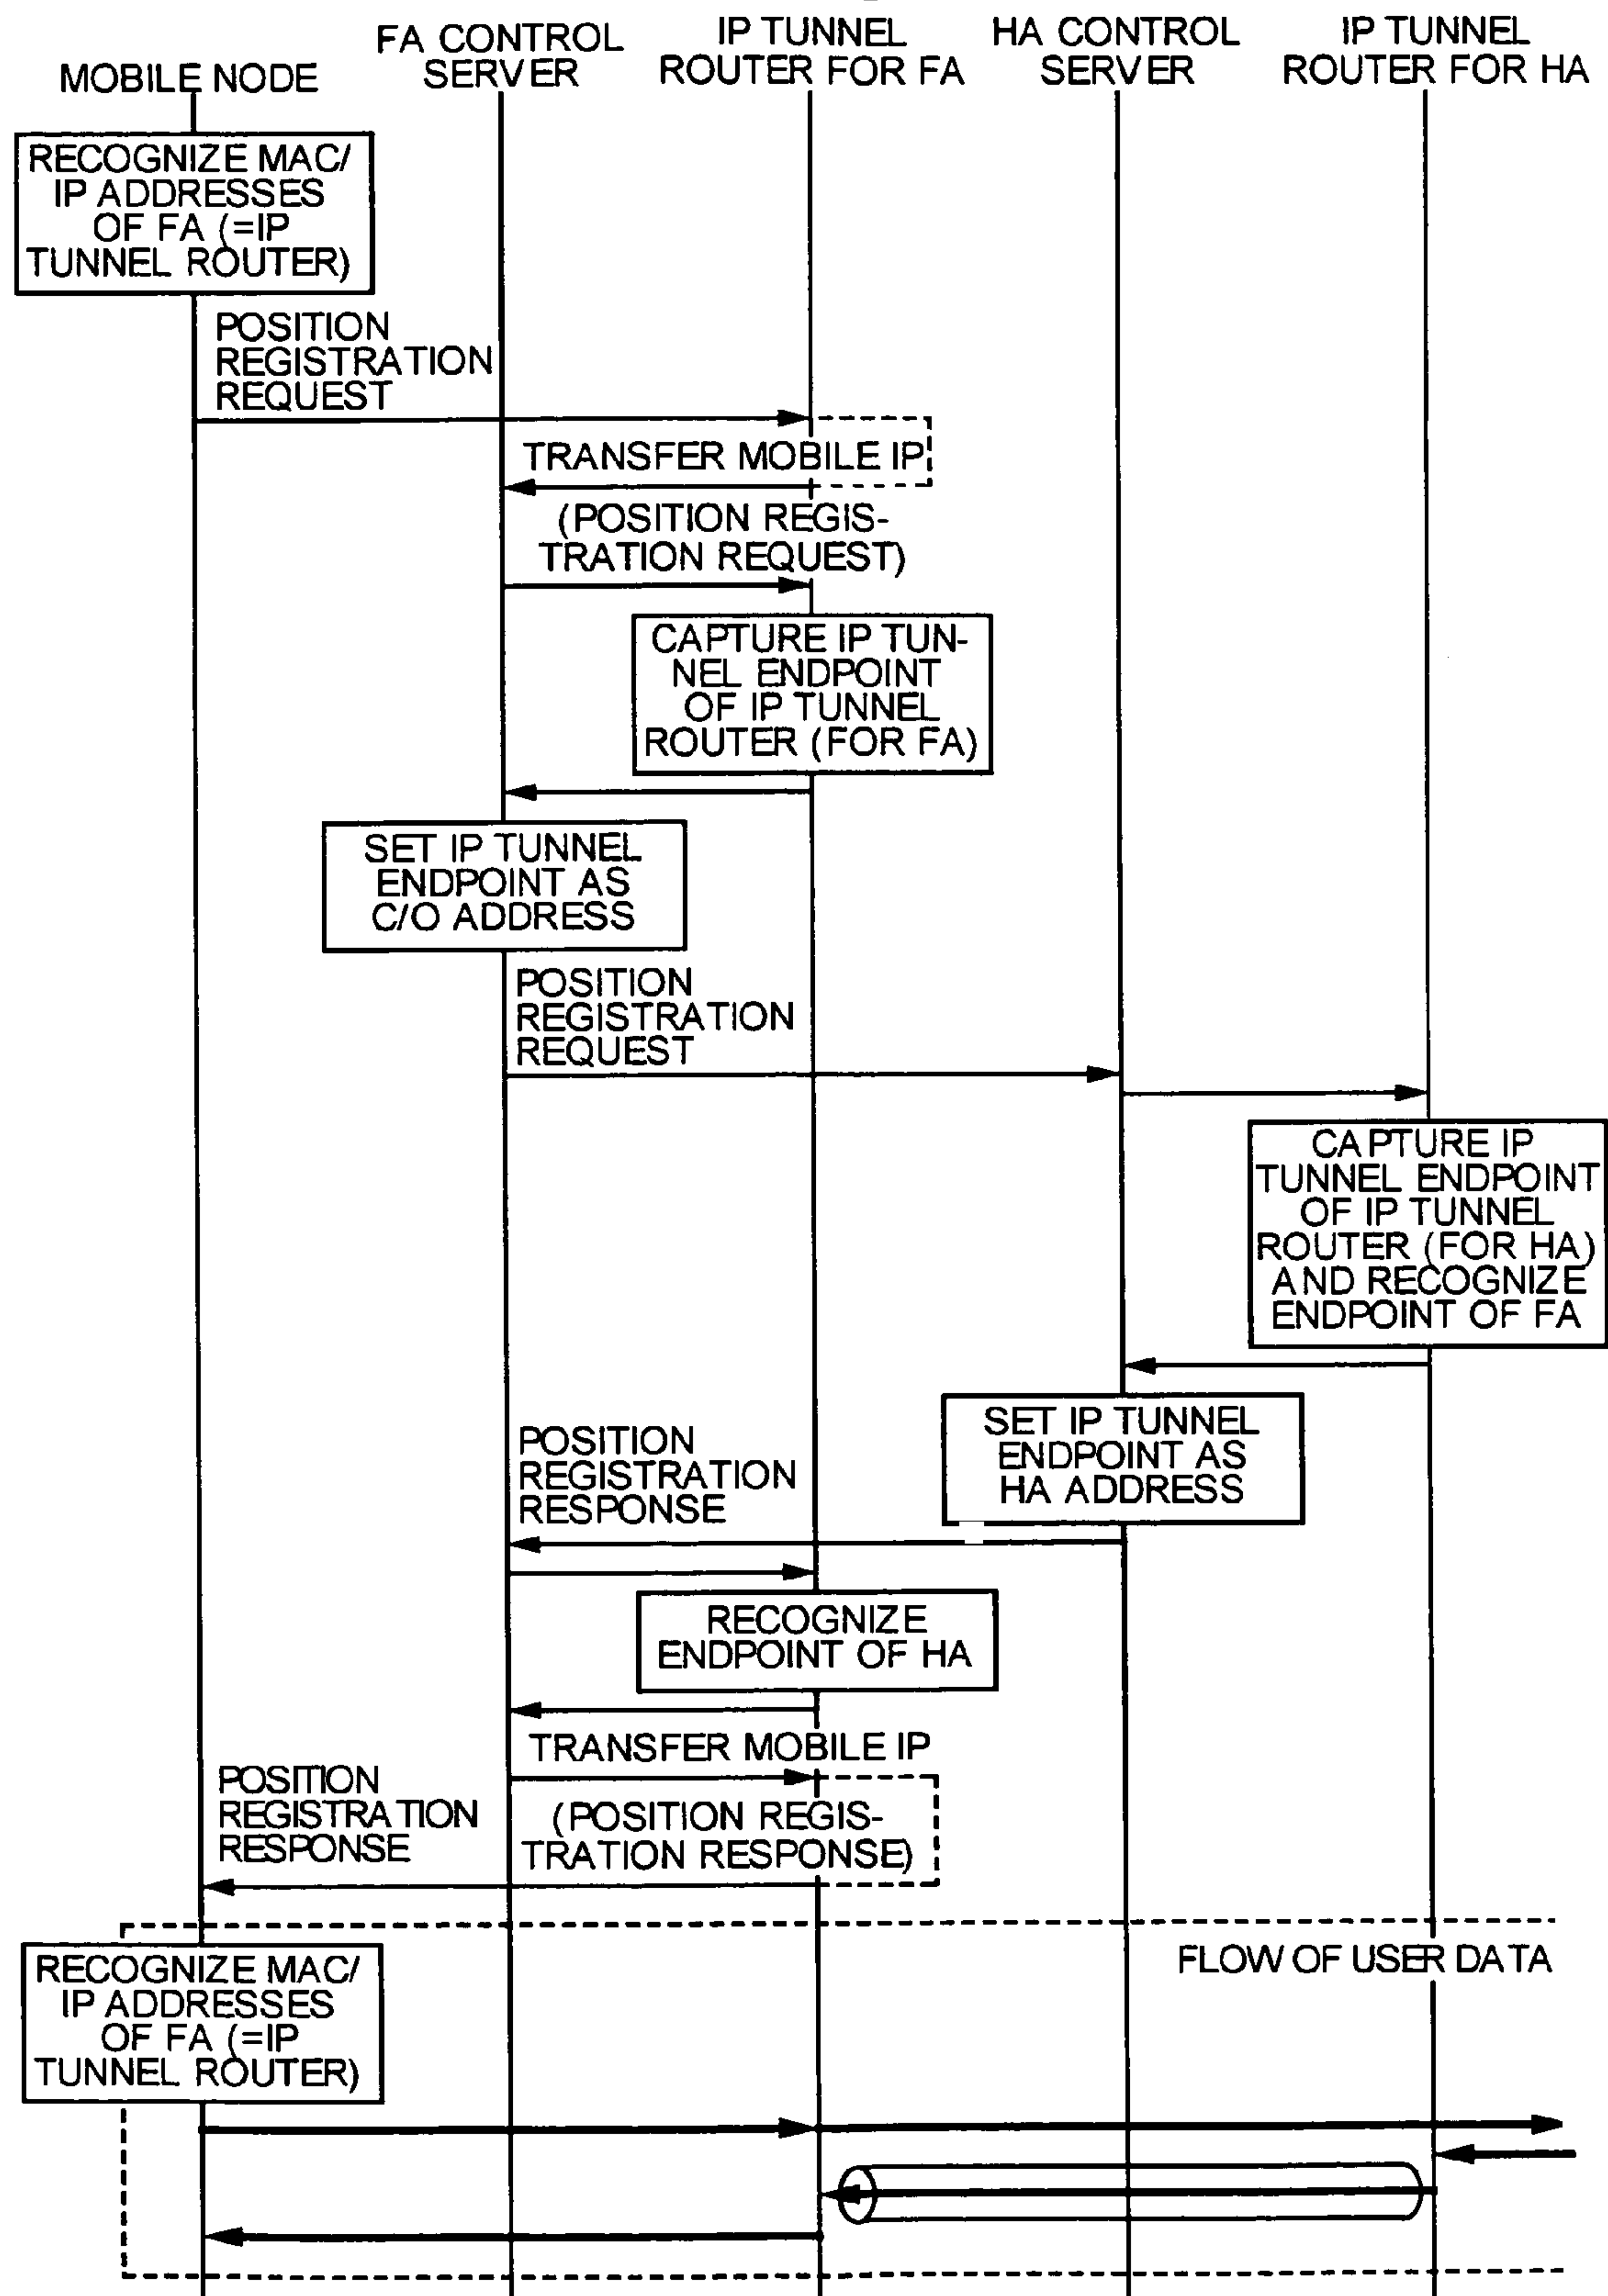 MOBILE NODE
FA CONTROL
SERVER
IP TUNNEL
ROUTER FOR FA
HA CONTROL
SERVER
IP TUNNEL
ROUTER FOR HA
RECOGNIZE MAC/
IP ADDRESSES
OF FA (=IP
TUNNEL ROUTER)
POSITION
REGISTRATION
REQUEST
TRANSFER MOBILE IP
(POSITION REGIS-
TRATION REQUEST)
CAPTURE IP TUN-
NEL ENDPOINT
OF IP TUNNEL
ROUTER (FOR FA)
SET IP TUNNEL
ENDPOINT AS
C/O ADDRESS
POSITION
REGISTRATION
REQUEST
CAPTURE IP
TUNNEL ENDPOINT
OF IP TUNNEL
ROUTER (FOR HA)
AND RECOGNIZE
ENDPOINT OF FA
SET IP TUNNEL
ENDPOINT AS
HA ADDRESS
POSITION
REGISTRATION
RESPONSE
RECOGNIZE
ENDPOINT OF HA
TRANSFER MOBILE IP
(POSITION REGIS-
TRATION RESPONSE)
POSITION
REGISTRATION
RESPONSE
FLOW OF USER DATA
RECOGNIZE MAC/
IP ADDRESSES
OF FA (=IP
TUNNEL ROUTER)